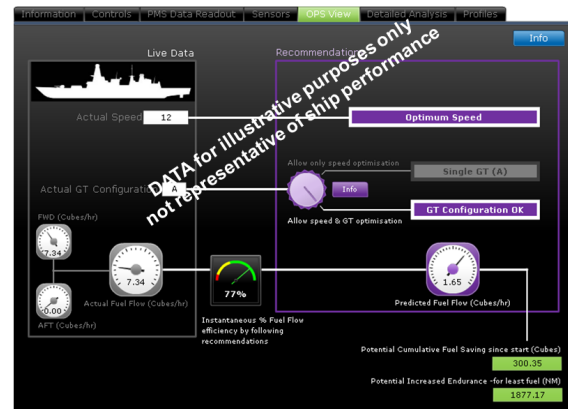 Information Controls PMS Data Readout Sensors OPS View Detailed Analysis Profiles
Info
Live Data
Recommendations
DATA for illustrative purposes only
not representative of ship performance
Actual Speed 12
Optimum Speed
Allow only speed optimisation
Single GT (A)
Actual GT Configuration A
Info
GT Configuration OK
Allow speed & GT optimisation
FWD (Cubes/hr)
7.34
7.34
77%
1.65
0.00
Actual Fuel Flow (Cubes/hr)
Predicted Fuel Flow (Cubes/hr)
AFT (Cubes/hr)
Instantaneous % Fuel Flow
efficiency by following
recommendations
Potential Cumulative Fuel Saving since start (Cubes)
300.35
Potential Increased Endurance -for least fuel (NM)
1877.17